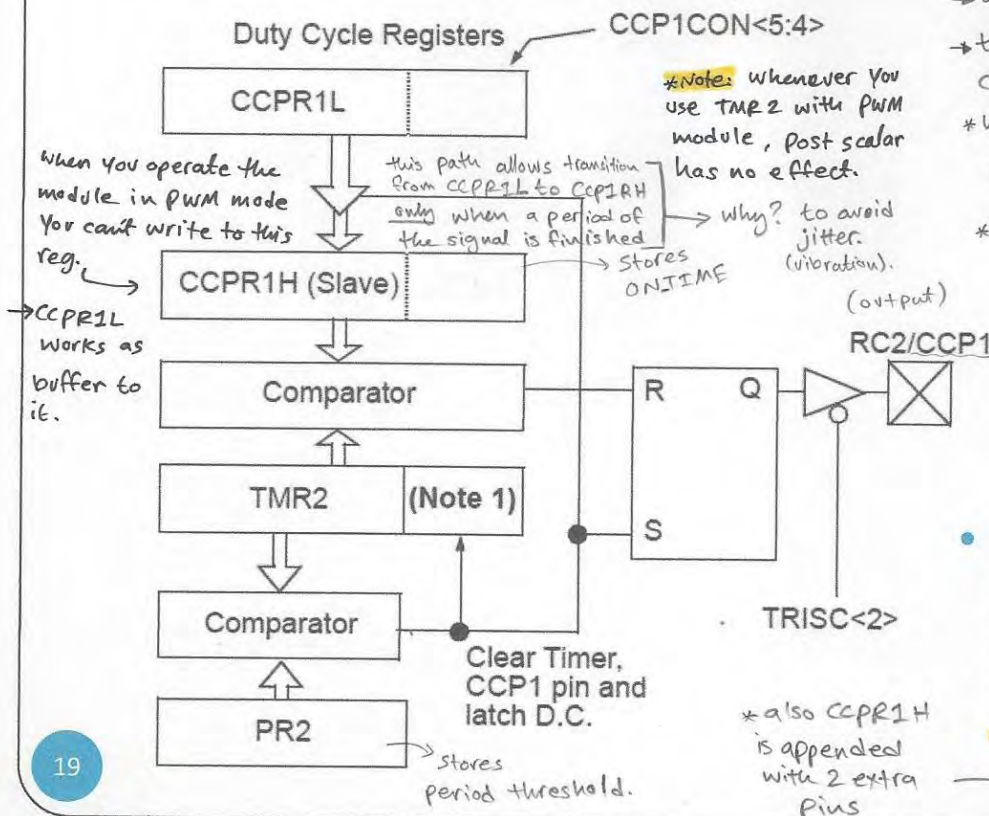 Duty Cycle Registers
CCP1CON<5:4>
CCPR1L
*Note: whenever you
use TMR2 with PWM
module, Post scalar
has no effect.
when you operate the
module in PWM mode
You can't write to this
reg.
→CCPR1L
works as
buffer to
it.
this path allows transition
from CCPR1L to CCP1RH
only when a period of
the signal is finished
→ why? to avoid
jitter.
(vibration).
CCPR1H (Slave)
→ Stores
ONTIME
(output)
RC2/CCP1
Comparator
R
Q
TMR2
(Note 1)
S
Comparator
TRISC<2>
Clear Timer,
CCP1 pin and
latch D.C.
PR2
→ stores
period threshold.
*also CCPR1H
is appended
with 2 extra
pins
19